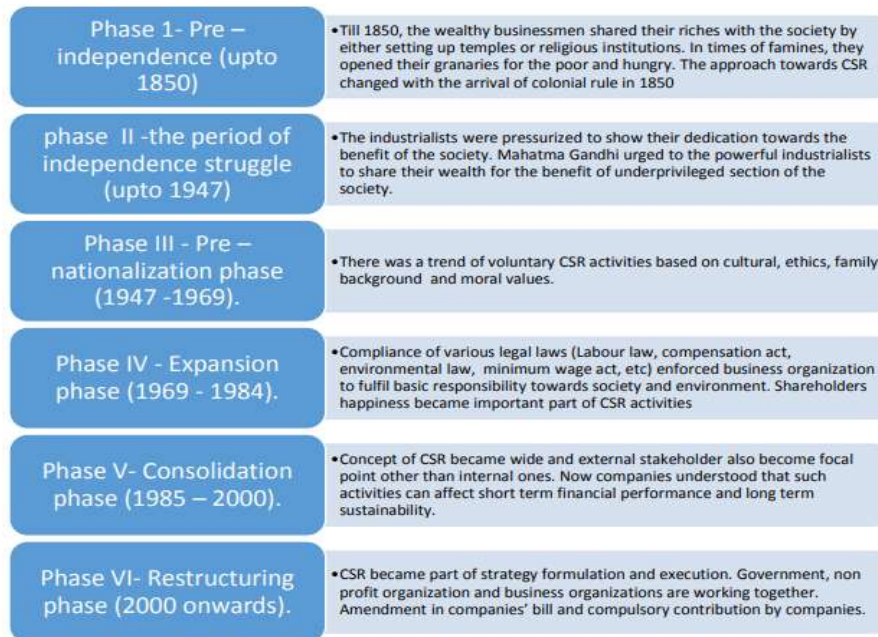 Phase 1- Pre –
independence (upto
1850)
•Till 1850, the wealthy businessmen shared their riches with the society by
either setting up temples or religious institutions. In times of famines, they
opened their granaries for the poor and hungry. The approach towards CSR
changed with the arrival of colonial rule in 1850
phase II -the period of
independence struggle
(upto 1947)
•The industrialists were pressurized to show their dedication towards the
benefit of the society. Mahatma Gandhi urged to the powerful industrialists
to share their wealth for the benefit of underprivileged section of the
society.
Phase III - Pre –
nationalization phase
(1947 -1969).
•There was a trend of voluntary CSR activities based on cultural, ethics, family
background and moral values.
Phase IV - Expansion
phase (1969 - 1984).
•Compliance of various legal laws (Labour law, compensation act,
environmental law, minimum wage act, etc) enforced business organization
to fulfil basic responsibility towards society and environment. Shareholders
happiness became important part of CSR activities
Phase V- Consolidation
phase (1985 – 2000).
•Concept of CSR became wide and external stakeholder also become focal
point other than internal ones. Now companies understood that such
activities can affect short term financial performance and long term
sustainability.
Phase VI- Restructuring
phase (2000 onwards).
•CSR became part of strategy formulation and execution. Government, non
profit organization and business organizations are working together.
Amendment in companies’ bill and compulsory contribution by companies.